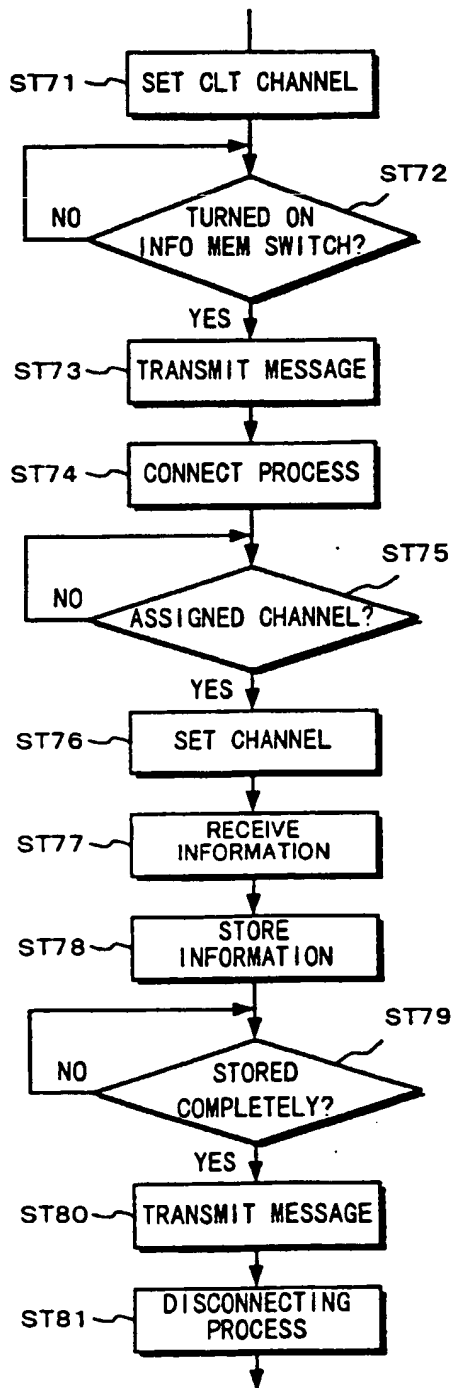 ST71
SET CLT CHANNEL
ST72
TURNED ON
INFO MEM SWITCH?
NO
YES
ST73
TRANSMIT MESSAGE
ST74
CONNECT PROCESS
ST75
ASSIGNED CHANNEL?
NO
YES
ST76
SET CHANNEL
ST77
RECEIVE
INFORMATION
ST78
STORE
INFORMATION
ST79
STORED
COMPLETELY?
NO
YES
ST80
TRANSMIT MESSAGE
ST81
DISCONNECTING
PROCESS